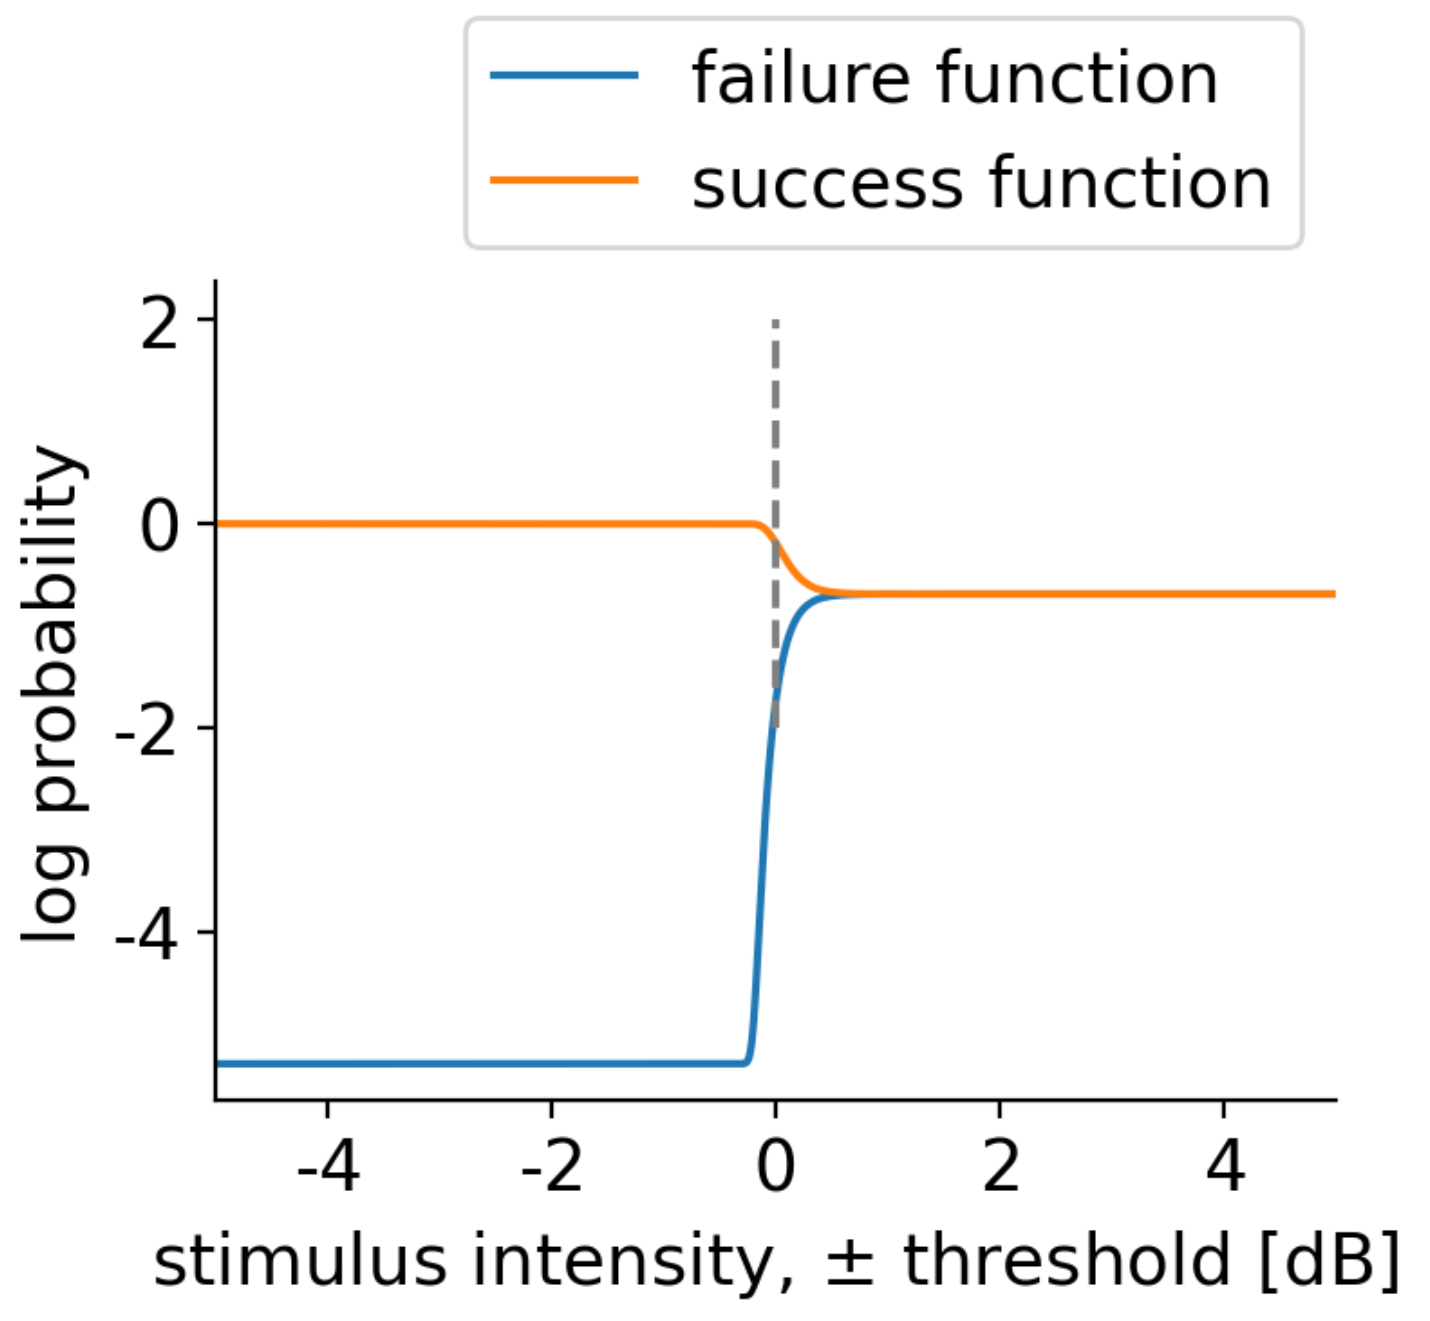 failure function
success function
2
0
-2
-4
log probability
-4 -2 0 2 4
stimulus intensity, ± threshold [dB]